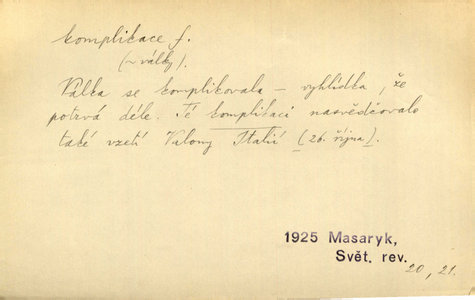 komplikace f.
(~ války).
Válka se komplikovala – vyhlídka, že
potrvá déle. Té komplikaci nasvědčovalo
také vzetí Valony Italií [26. října].
1925 Masaryk,
Svět. rev.
20, 21.